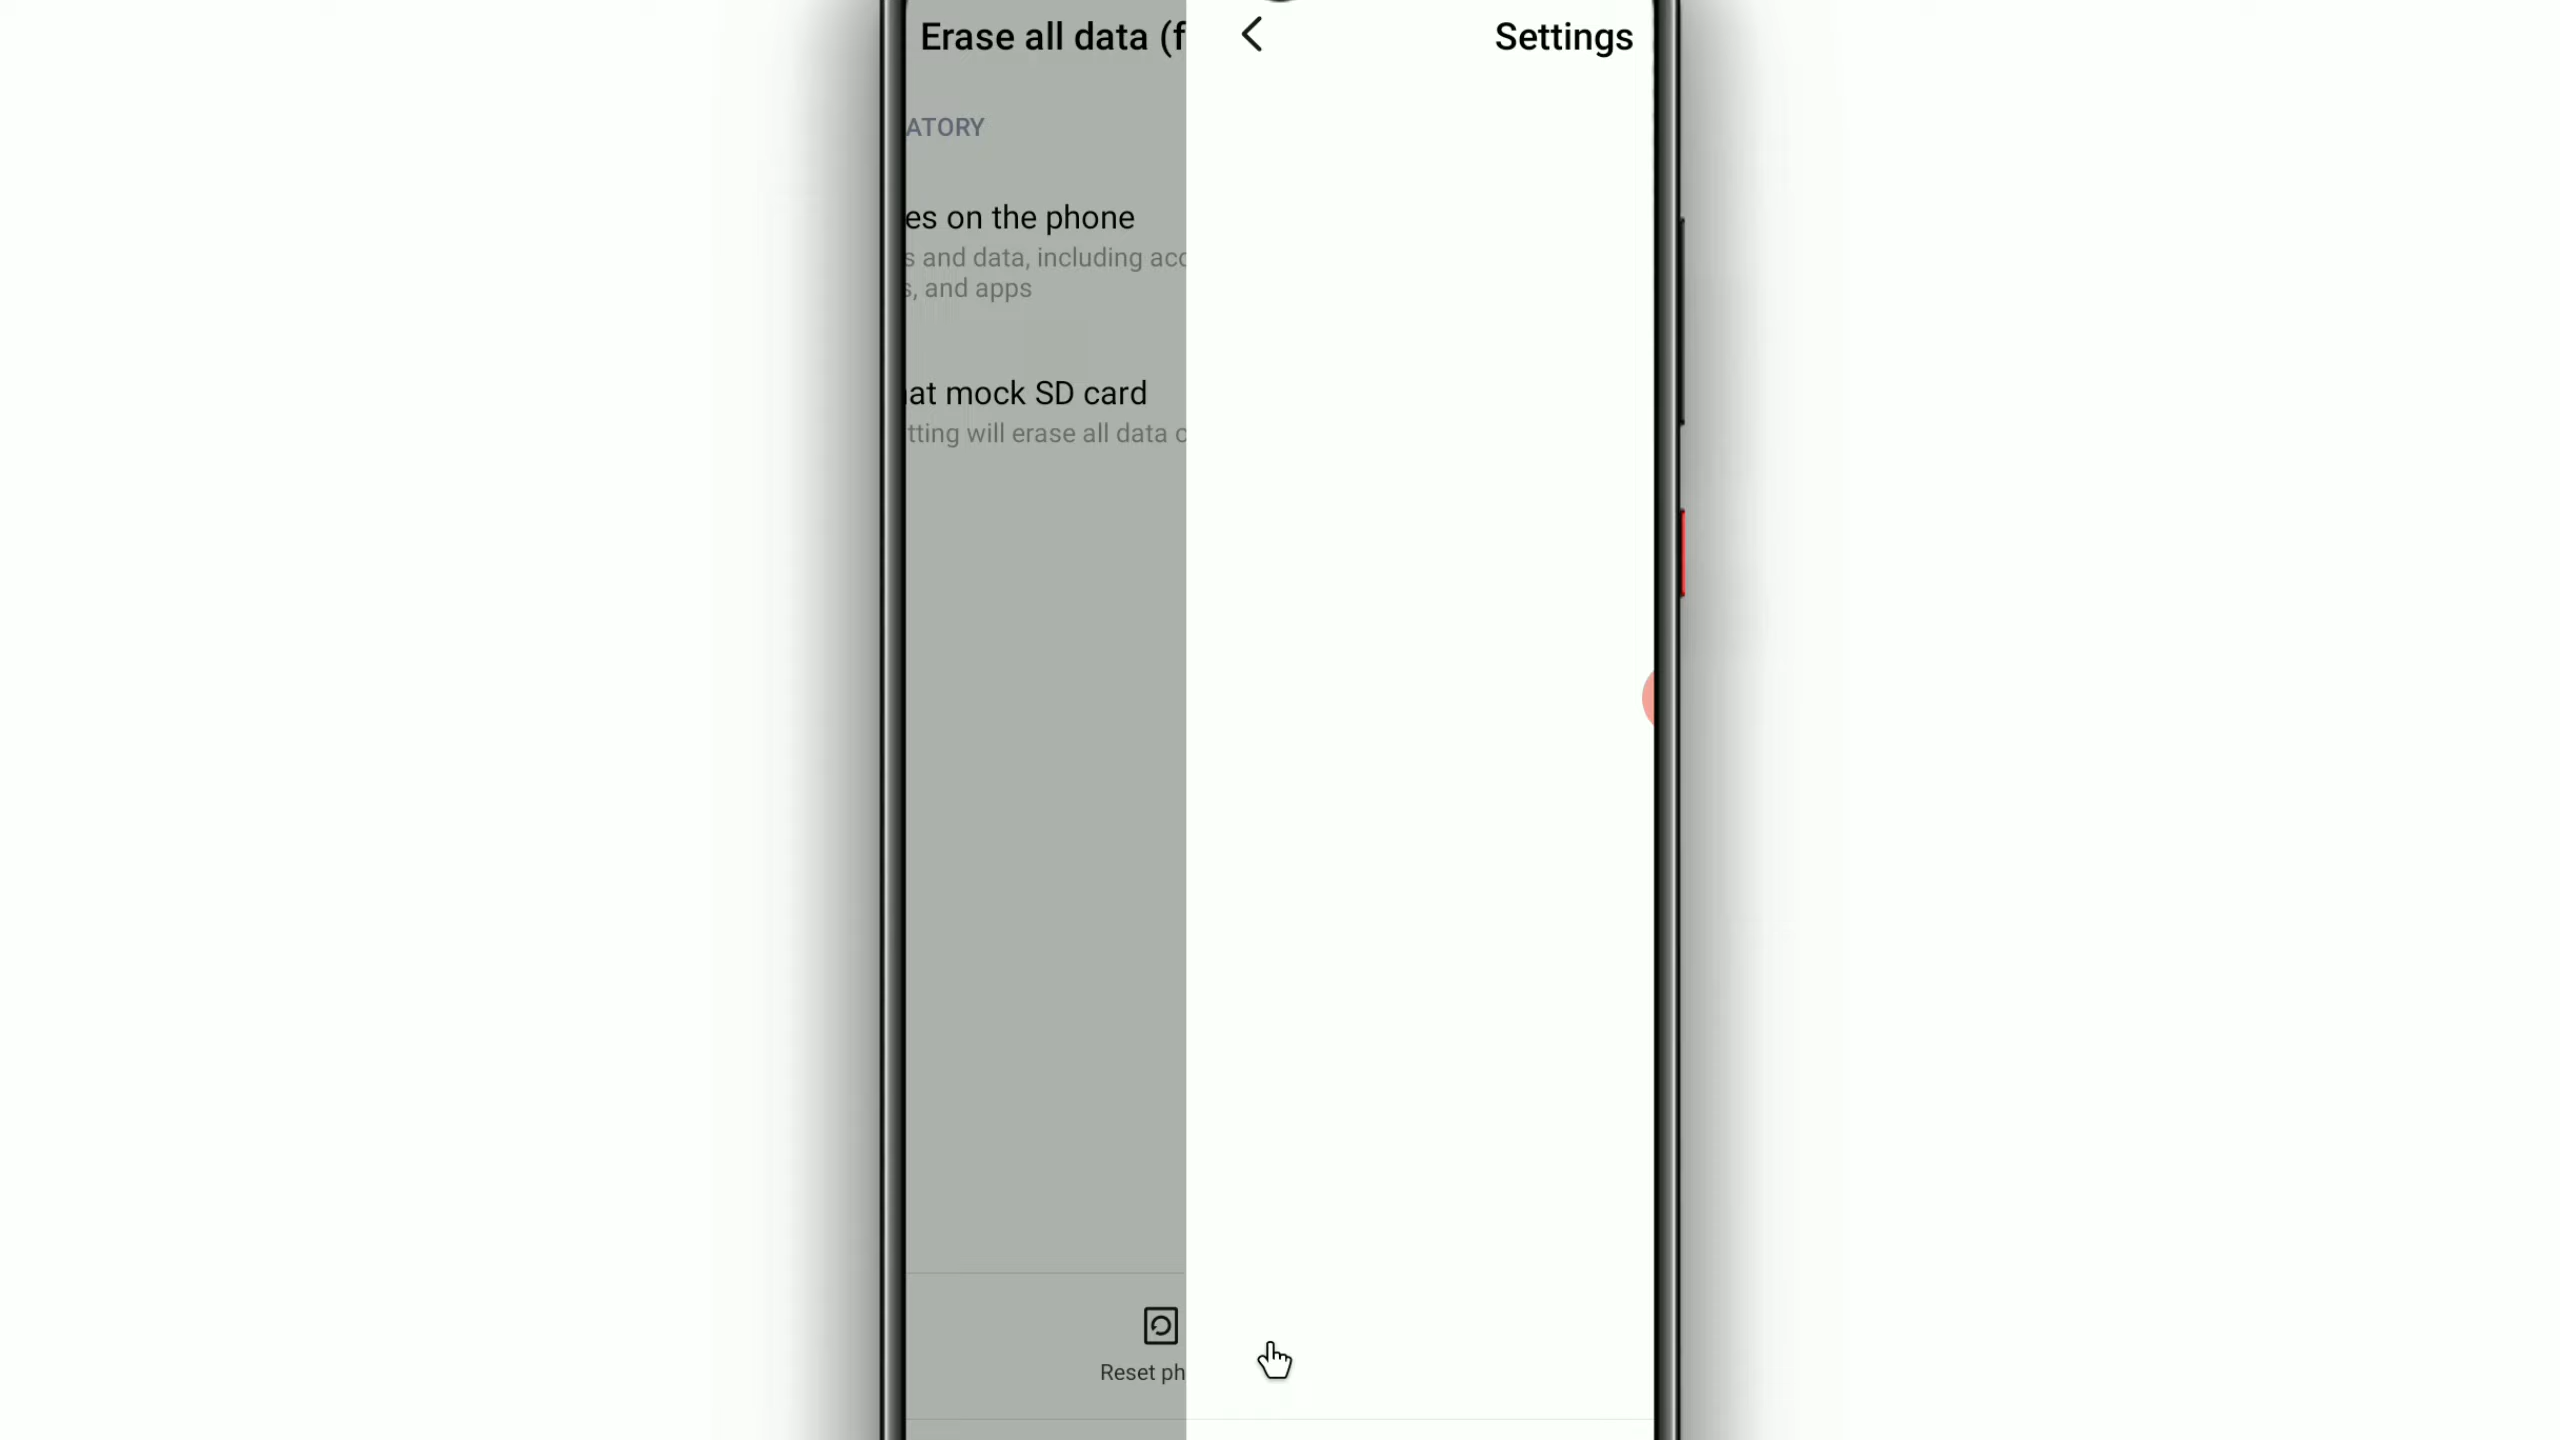 Erase all data (f
Settings
ATORY
es on the phone
s and data, including acc
s, and apps
at mock SD card
tting will erase all data c
Reset ph